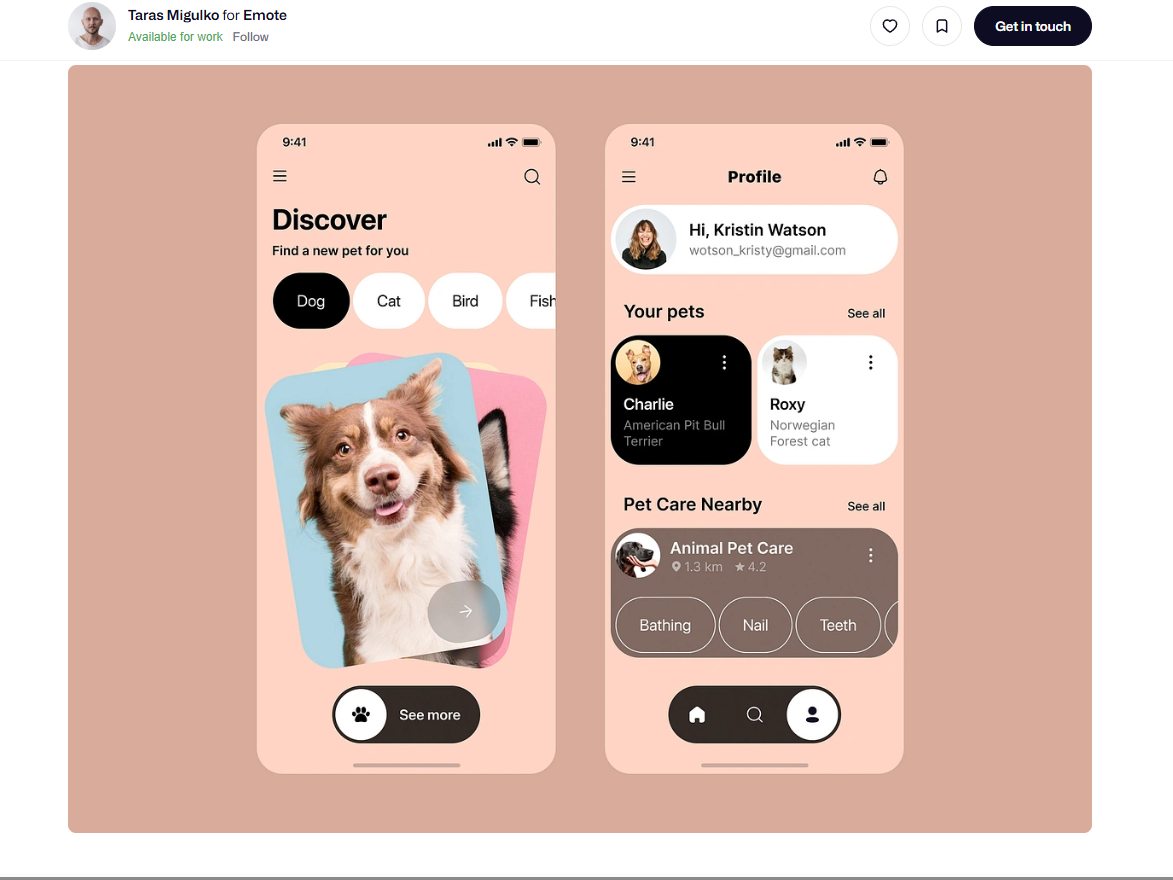 Taras Migulko for Emote
Available for work Follow
Get in touch
9:41
Discover
Find a new pet for you
Dog Cat Bird Fish
See more
9:41
Profile
Hi, Kristin Watson
wotson_kristy@gmail.com
Your pets See all
Charlie
American Pit Bull
Terrier
Roxy
Norwegian
Forest cat
Pet Care Nearby See all
Animal Pet Care
1.3 km 4.2
Bathing Nail Teeth